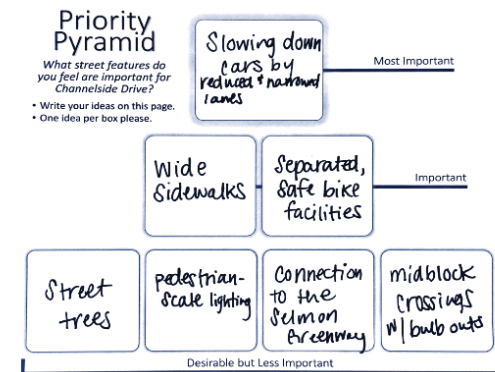 Priority
Pyramid
What street features do
you feel are important for
Channelside Drive?
• Write your ideas on this page.
• One idea per box please.
Slowing down
cars by
reduced + narrowed
lanes
Most Important
Wide
Sidewalks
Separated,
safe bike
facilities
Important
Street
trees
pedestrian-
scale lighting
Connection
to the
Selmon
Greenway
midblock
crossings
w/ bulb outs
Desirable but Less Important